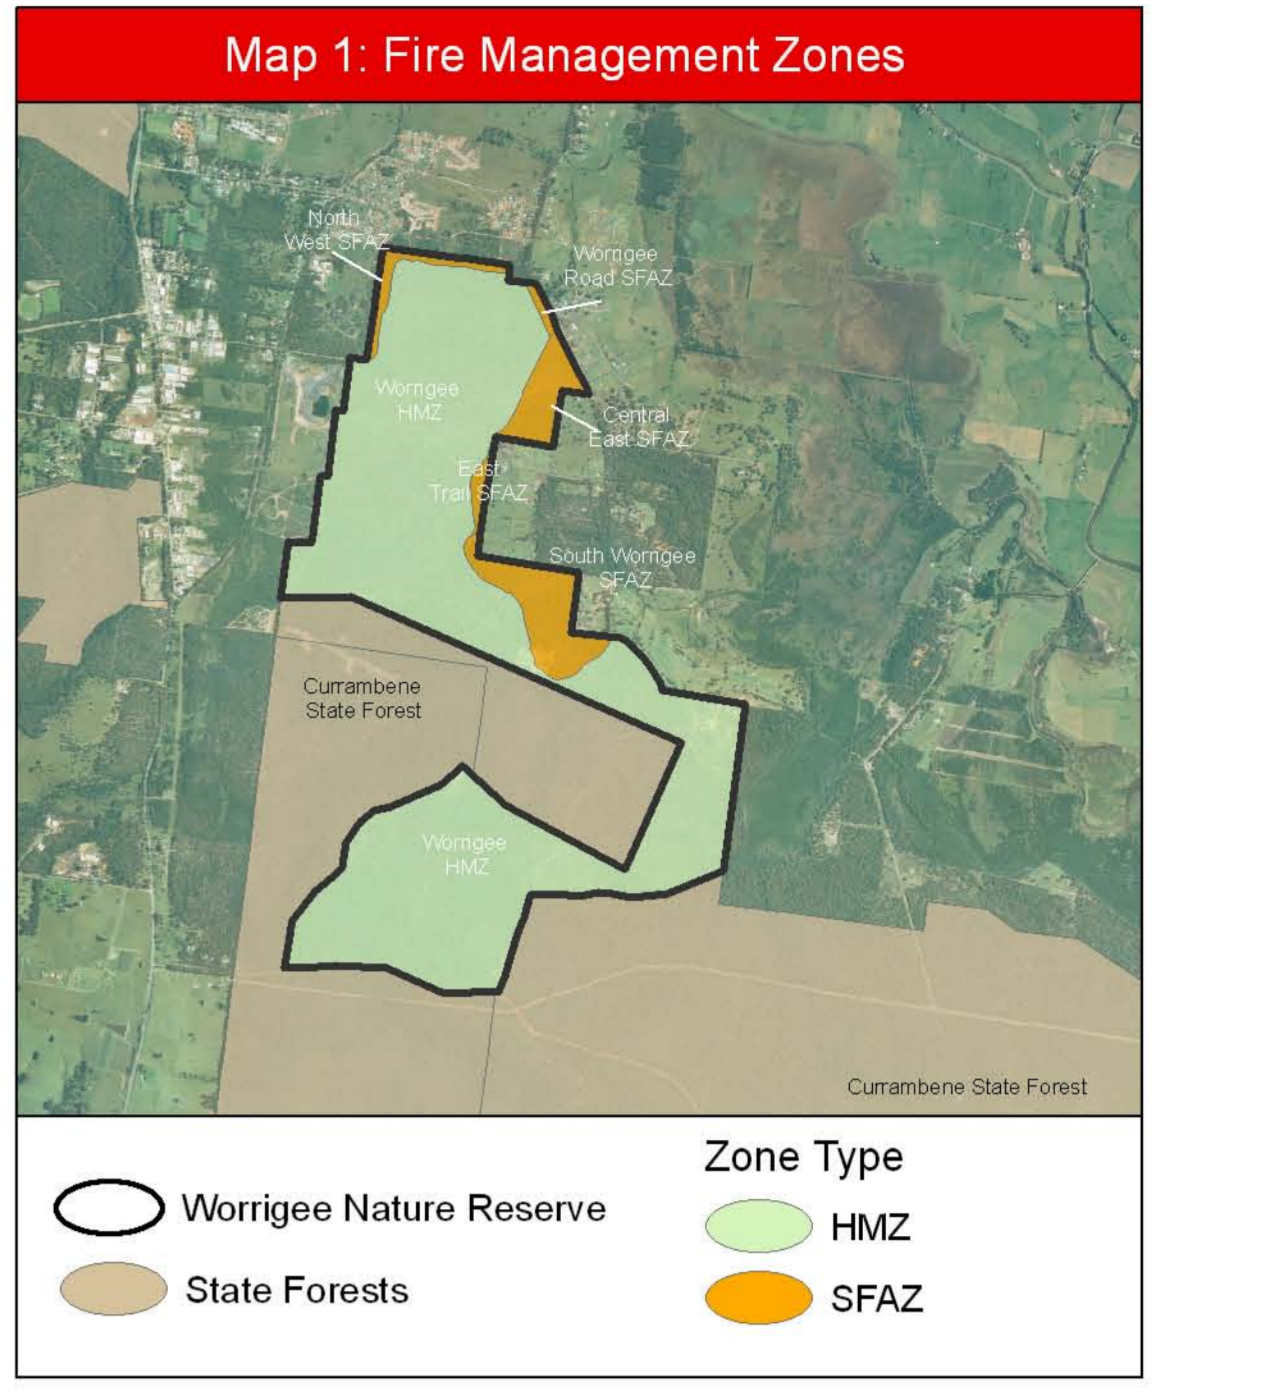 Map 1: Fire Management Zones
North
West SFAZ
Worrigee
Road SFAZ
Worrigee
HMZ
Central
East SFAZ
East
Trail SFAZ
South Worrigee
SFAZ
Currambene
State Forest
Worrigee
HMZ
Currambene State Forest
Zone Type
Worrigee Nature Reserve
HMZ
State Forests
SFAZ